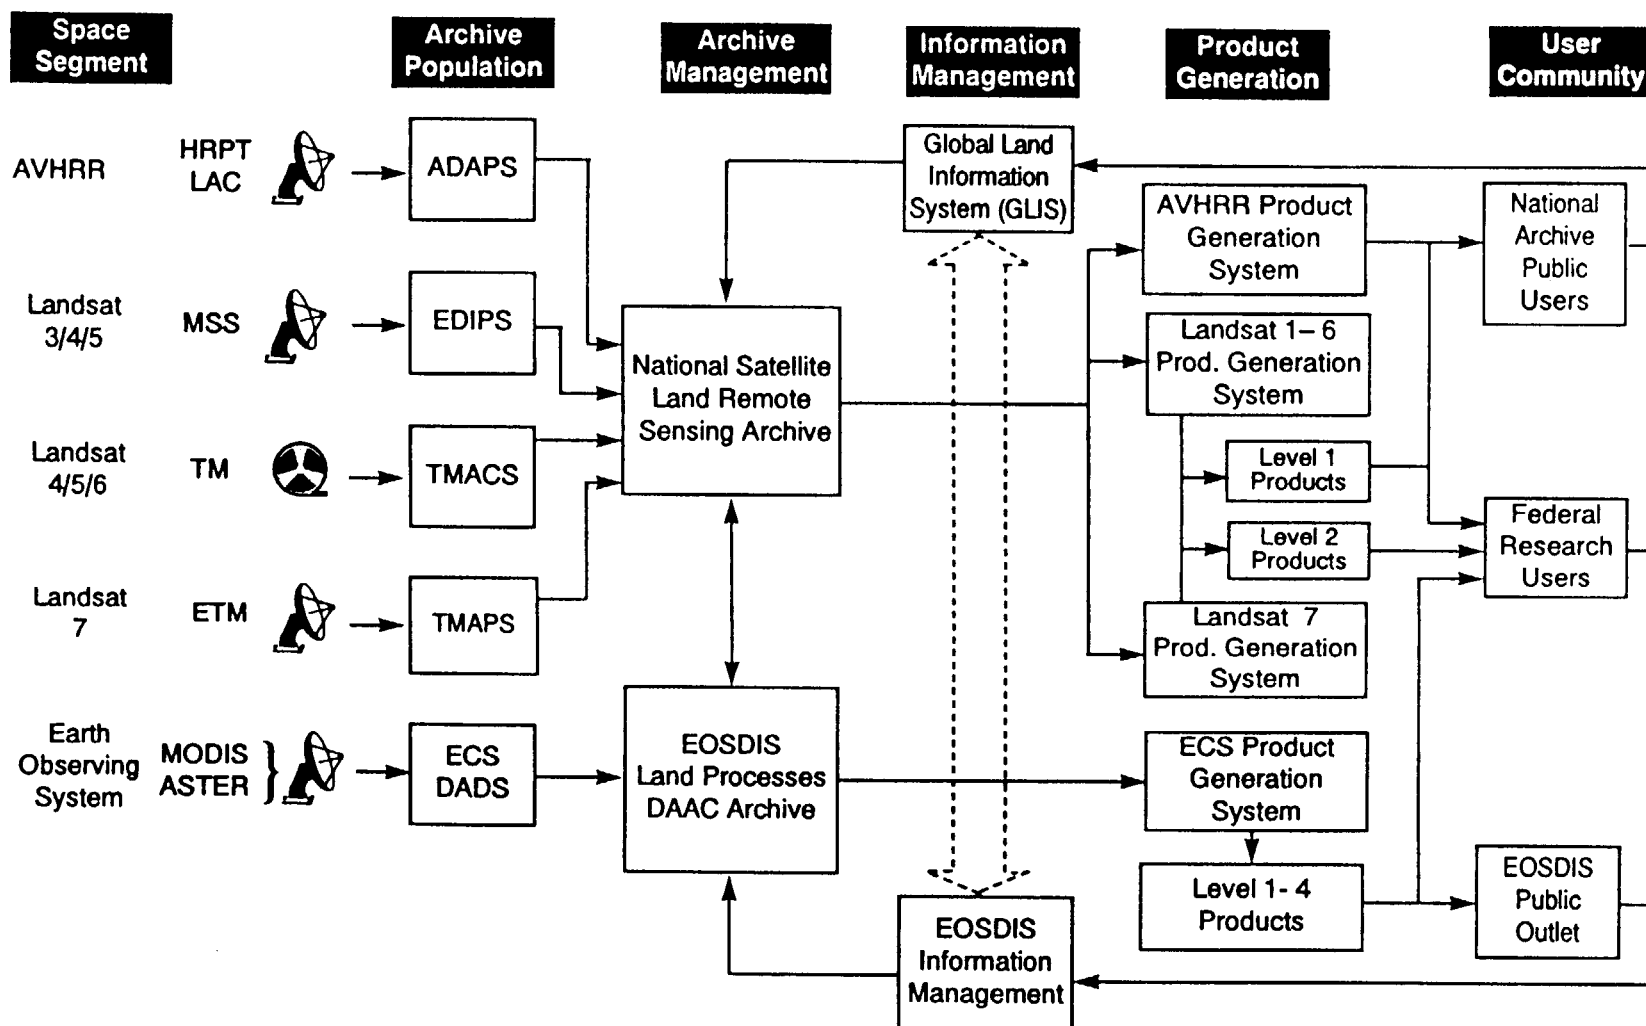 Space
Segment
Archive
Population
Archive
Management
Information
Management
Product
Generation
User
Community
AVHRR
HRPT
LAC
ADAPS
Landsat
3/4/5
MSS
EDIPS
Landsat
4/5/6
TM
TMACS
Landsat
7
ETM
TMAPS
Earth
Observing
System
MODIS
ASTER
ECS
DADS
National Satellite
Land Remote
Sensing Archive
EOSDIS
Land Processes
DAAC Archive
Global Land
Information
System (GLIS)
EOSDIS
Information
Management
AVHRR Product
Generation
System
Landsat 1–6
Prod. Generation
System
Level 1
Products
Level 2
Products
Landsat 7
Prod. Generation
System
ECS Product
Generation
System
Level 1-4
Products
National
Archive
Public
Users
Federal
Research
Users
EOSDIS
Public
Outlet